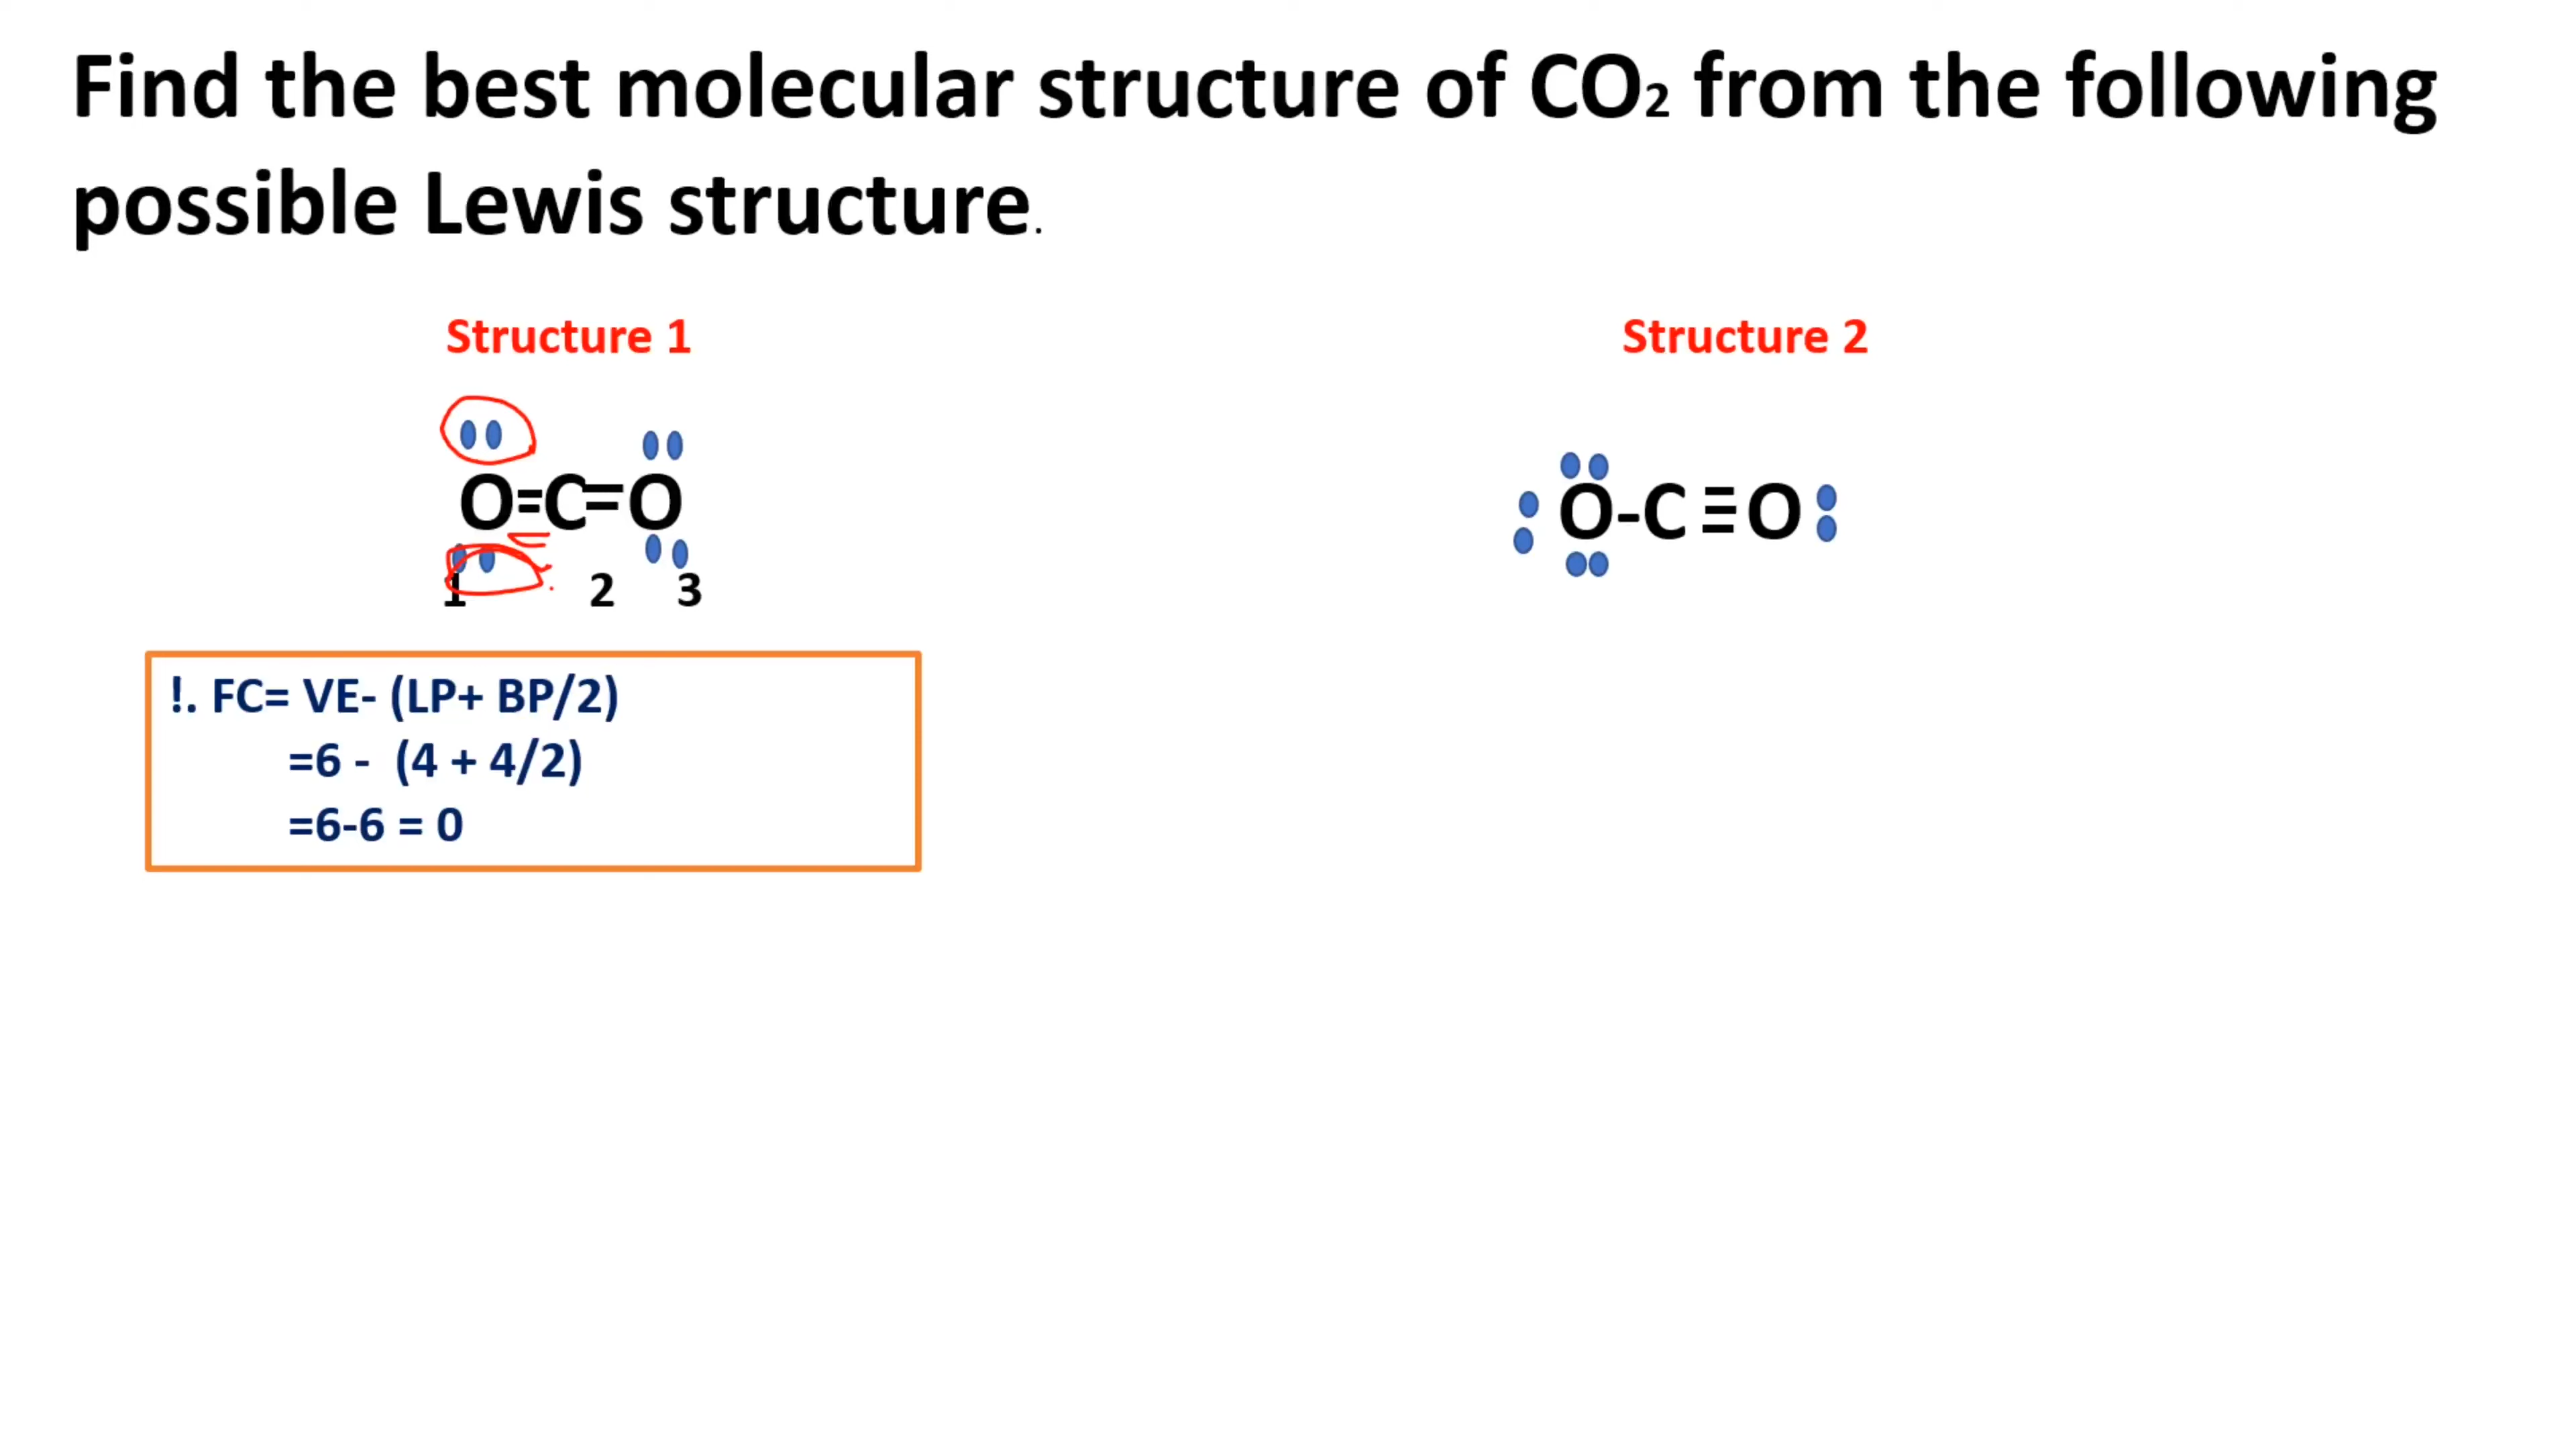 Find the best molecular structure of CO₂ from the following
possible Lewis structure.
Structure 1
Structure 2
O=C=O
O-C≡O
1 2 3
!. FC= VE- (LP+ BP/2)
=6 - (4 + 4/2)
=6-6 = 0